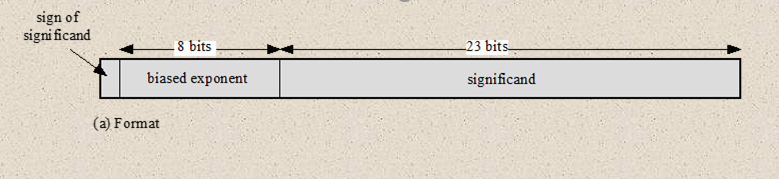 sign of
significand
8 bits
23 bits
biased exponent
significand
(a) Format